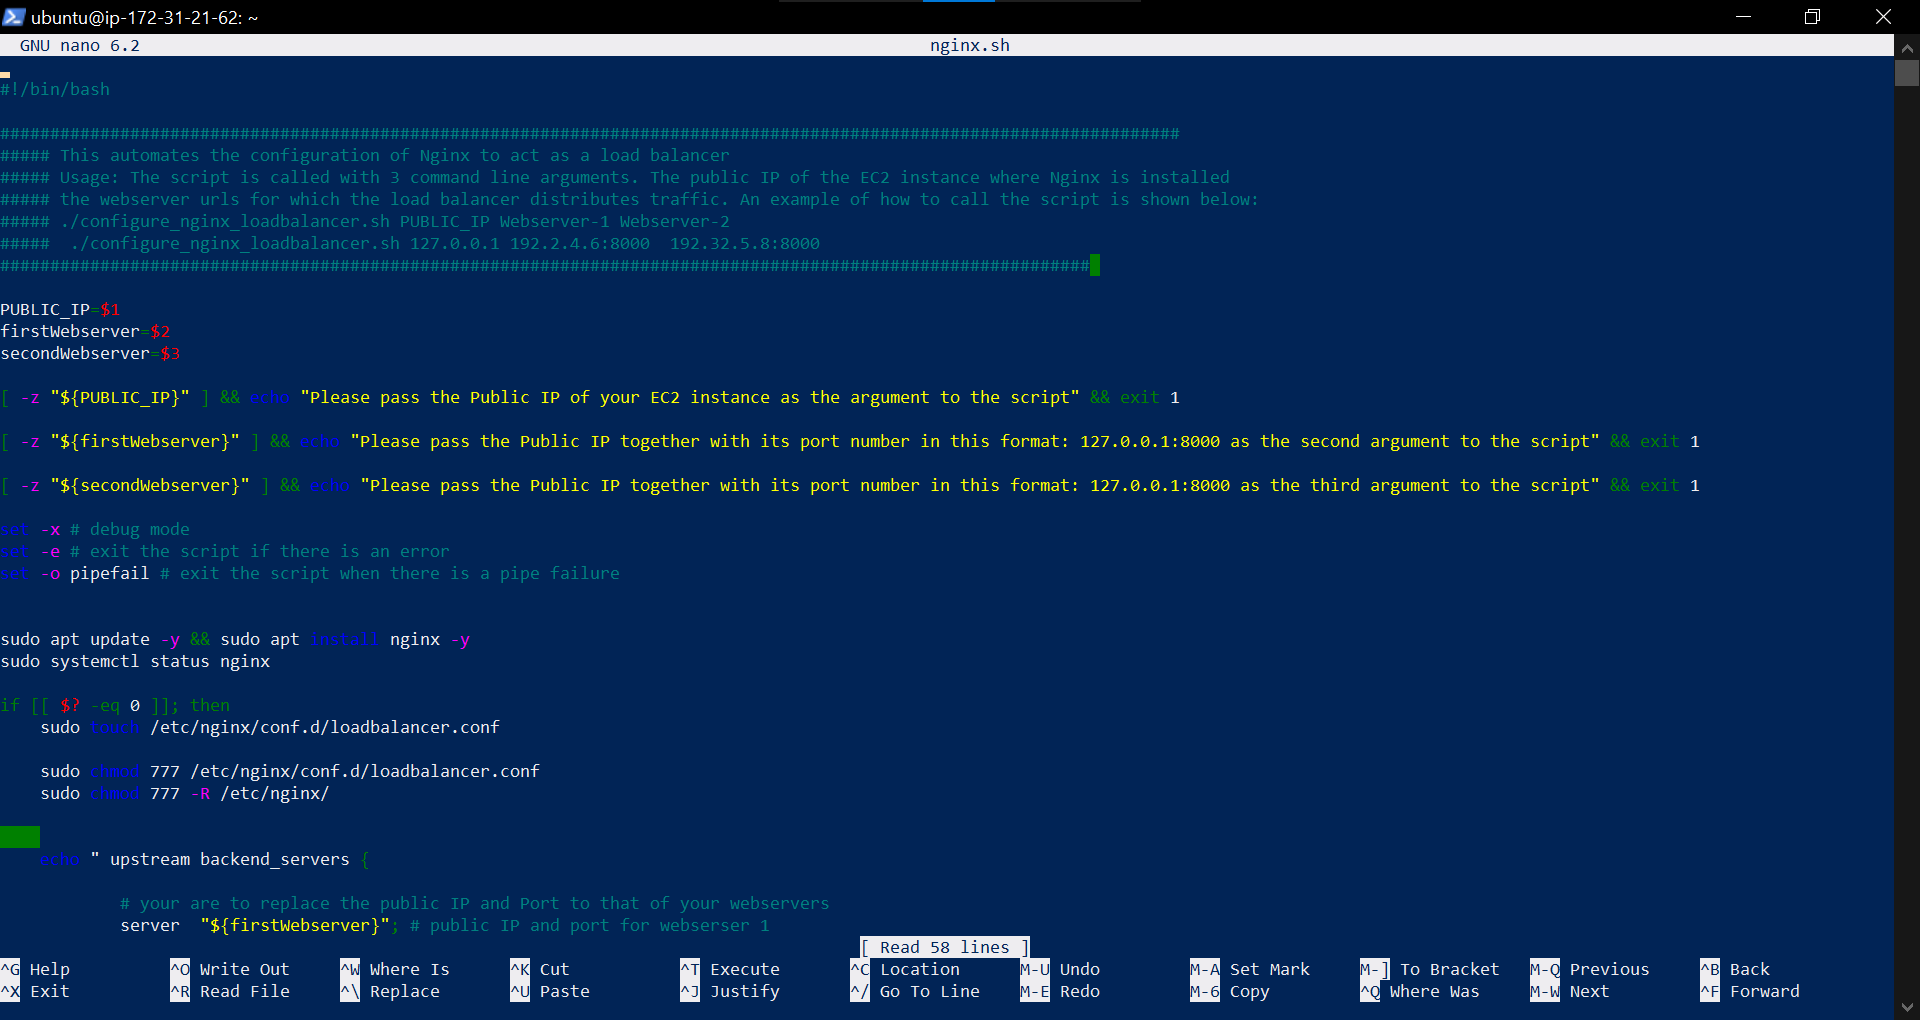 ubuntu@ip-172-31-21-62: ~
GNU nano 6.2 nginx.sh
#!/bin/bash
######################################################################################################################
##### This automates the configuration of Nginx to act as a load balancer
##### Usage: The script is called with 3 command line arguments. The public IP of the EC2 instance where Nginx is installed
##### the webserver urls for which the load balancer distributes traffic. An example of how to call the script is shown below:
##### ./configure_nginx_loadbalancer.sh PUBLIC_IP Webserver-1 Webserver-2
##### ./configure_nginx_loadbalancer.sh 127.0.0.1 192.2.4.6:8000 192.32.5.8:8000
#############################################################################################################
PUBLIC_IP=$1
firstWebserver=$2
secondWebserver=$3
[ -z "${PUBLIC_IP}" ] && echo "Please pass the Public IP of your EC2 instance as the argument to the script" && exit 1
[ -z "${firstWebserver}" ] && echo "Please pass the Public IP together with its port number in this format: 127.0.0.1:8000 as the second argument to the script" && exit 1
[ -z "${secondWebserver}" ] && echo "Please pass the Public IP together with its port number in this format: 127.0.0.1:8000 as the third argument to the script" && exit 1
set -x # debug mode
set -e # exit the script if there is an error
set -o pipefail # exit the script when there is a pipe failure
sudo apt update -y && sudo apt install nginx -y
sudo systemctl status nginx
if [[ $? -eq 0 ]]; then
sudo touch /etc/nginx/conf.d/loadbalancer.conf
sudo chmod 777 /etc/nginx/conf.d/loadbalancer.conf
sudo chmod 777 -R /etc/nginx/
echo " upstream backend_servers {
# your are to replace the public IP and Port to that of your webservers
server "${firstWebserver}"; # public IP and port for webserser 1
[ Read 58 lines ]
^G Help ^O Write Out ^W Where Is ^K Cut ^T Execute ^C Location M-U Undo M-A Set Mark M-] To Bracket M-Q Previous ^B Back
^X Exit ^R Read File ^\ Replace ^U Paste ^J Justify ^/ Go To Line M-E Redo M-6 Copy ^Q Where Was M-W Next ^F Forward